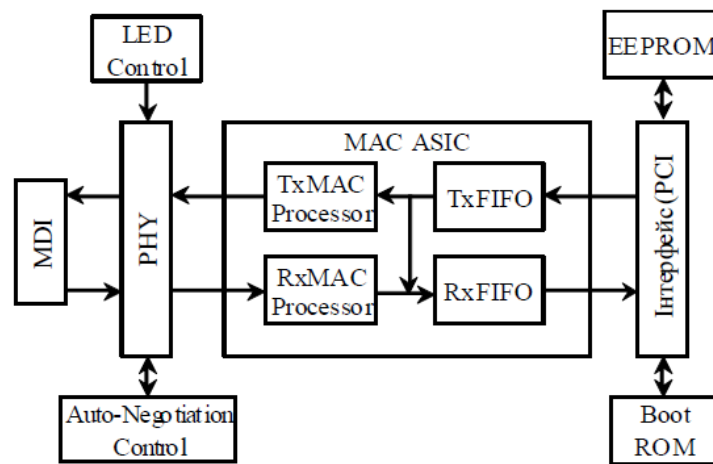 LED
Control
EEPROM
MAC ASIC
TxMAC
Processor
TxFIFO
MDI
PHY
RxMAC
Processor
RxFIFO
Інтерфейс(PCI
Auto-Negotiation
Control
Boot
ROM